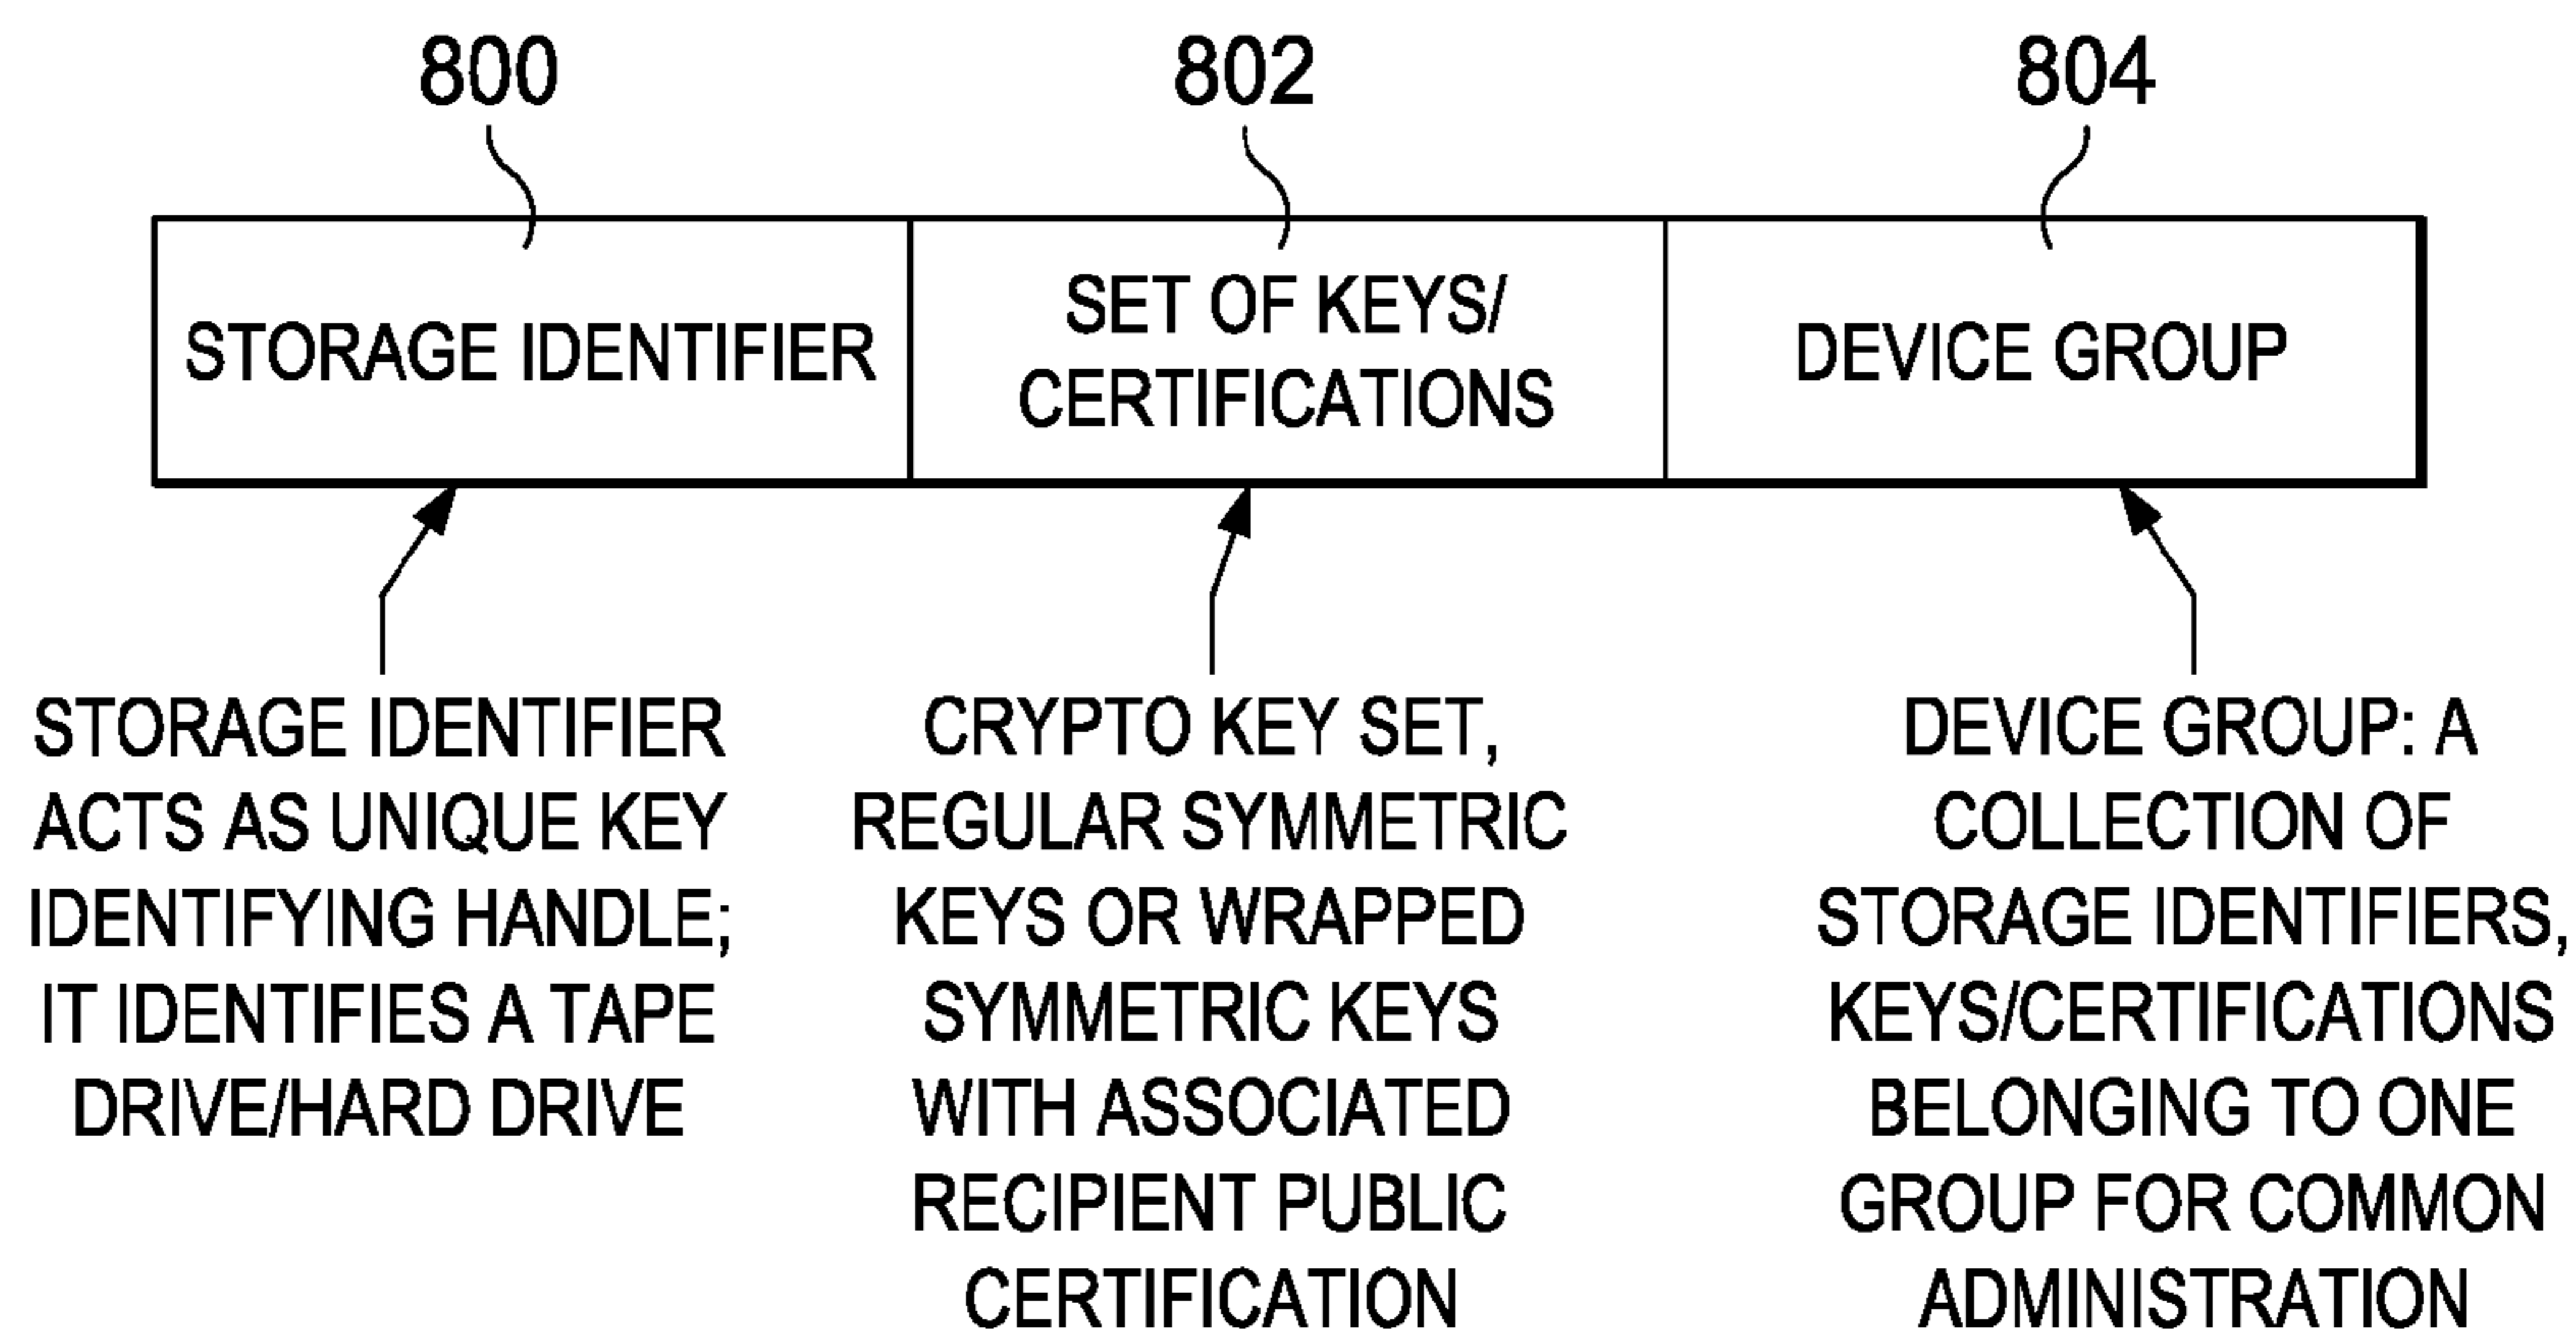 800
802
804
STORAGE IDENTIFIER
SET OF KEYS/
CERTIFICATIONS
DEVICE GROUP
STORAGE IDENTIFIER
ACTS AS UNIQUE KEY
IDENTIFYING HANDLE;
IT IDENTIFIES A TAPE
DRIVE/HARD DRIVE
CRYPTO KEY SET,
REGULAR SYMMETRIC
KEYS OR WRAPPED
SYMMETRIC KEYS
WITH ASSOCIATED
RECIPIENT PUBLIC
CERTIFICATION
DEVICE GROUP: A
COLLECTION OF
STORAGE IDENTIFIERS,
KEYS/CERTIFICATIONS
BELONGING TO ONE
GROUP FOR COMMON
ADMINISTRATION